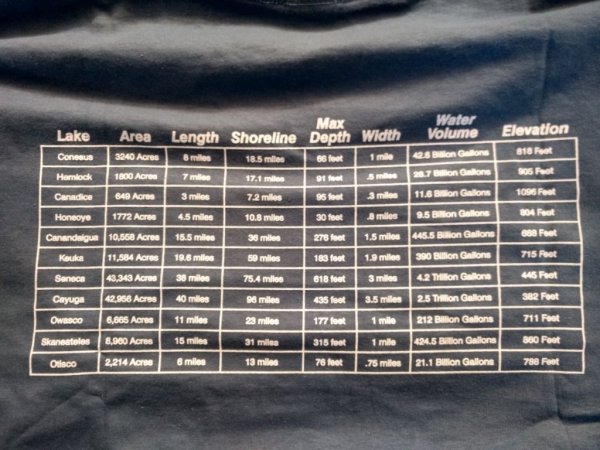 Lake Area Length Shoreline Max Depth Width Water Volume Elevation
Conesus 3240 Acres 8 miles 18.5 miles 66 feet 1 mile 42.6 Billion Gallons 818 Feet
Hemlock 1800 Acres 7 miles 17.1 miles 91 feet .5 miles 28.7 Billion Gallons 905 Feet
Canadice 649 Acres 3 miles 7.2 miles 95 feet .3 miles 11.6 Billion Gallons 1096 Feet
Honeoye 1772 Acres 4.5 miles 10.8 miles 30 feet .8 miles 9.5 Billion Gallons 804 Feet
Canandaigua 10,558 Acres 15.5 miles 36 miles 276 feet 1.5 miles 445.5 Billion Gallons 688 Feet
Keuka 11,584 Acres 19.6 miles 59 miles 183 feet 1.9 miles 390 Billion Gallons 715 Feet
Seneca 43,343 Acres 38 miles 75.4 miles 618 feet 3 miles 4.2 Trillion Gallons 445 Feet
Cayuga 42,956 Acres 40 miles 96 miles 435 feet 3.5 miles 2.5 Trillion Gallons 382 Feet
Owasco 6,665 Acres 11 miles 23 miles 177 feet 1 mile 212 Billion Gallons 711 Feet
Skaneateles 8,960 Acres 15 miles 31 miles 315 feet 1 mile 424.5 Billion Gallons 860 Feet
Otisco 2,214 Acres 6 miles 13 miles 76 feet .75 miles 21.1 Billion Gallons 788 Feet